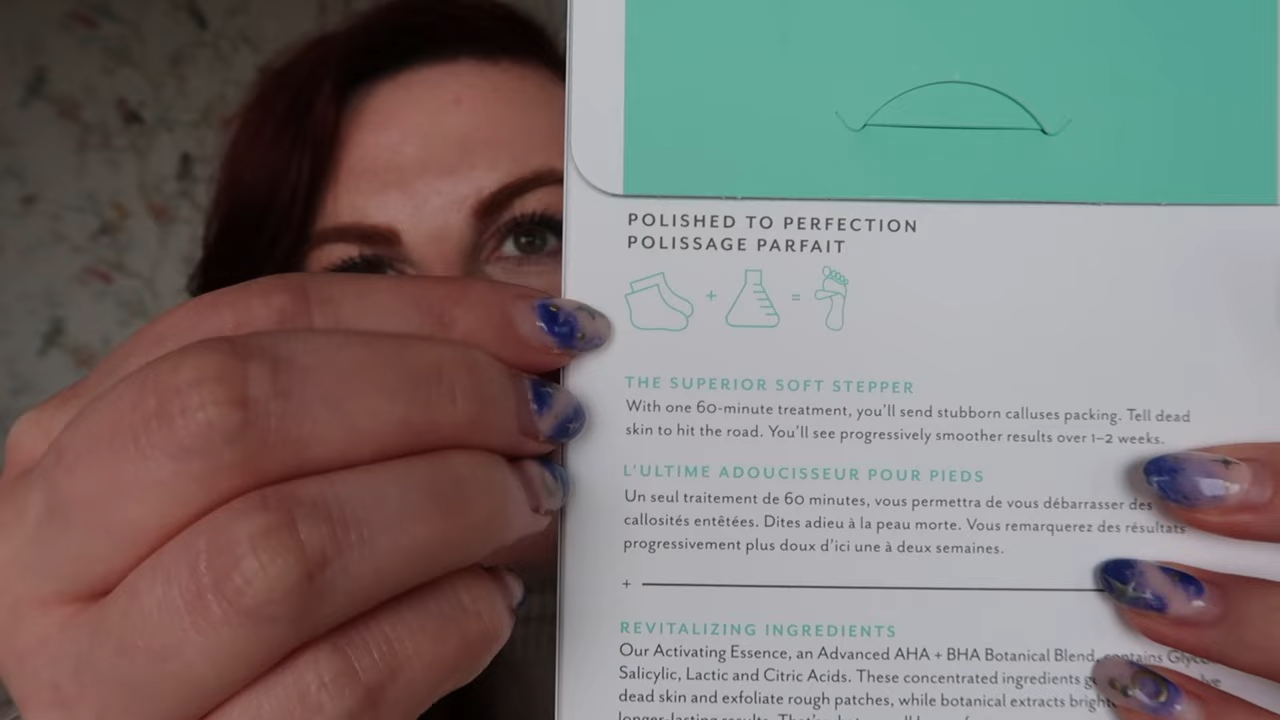 POLISHED TO PERFECTION
POLISSAGE PARFAIT
+ =
THE SUPERIOR SOFT STEPPER
With one 60-minute treatment, you'll send stubborn calluses packing. Tell dead
skin to hit the road. You'll see progressively smoother results over 1–2 weeks.
L'ULTIME ADOUCISSEUR POUR PIEDS
Un seul traitement de 60 minutes, vous permettra de vous débarrasser des
callosités entêtées. Dites adieu à la peau morte. Vous remarquerez des résultats
progressivement plus doux d'ici une à deux semaines.
+
REVITALIZING INGREDIENTS
Our Activating Essence, an Advanced AHA + BHA Botanical Blend, contains
Salicylic, Lactic and Citric Acids. These concentrated ingredients
dead skin and exfoliate rough patches, while botanical extracts
longer-lasting results.